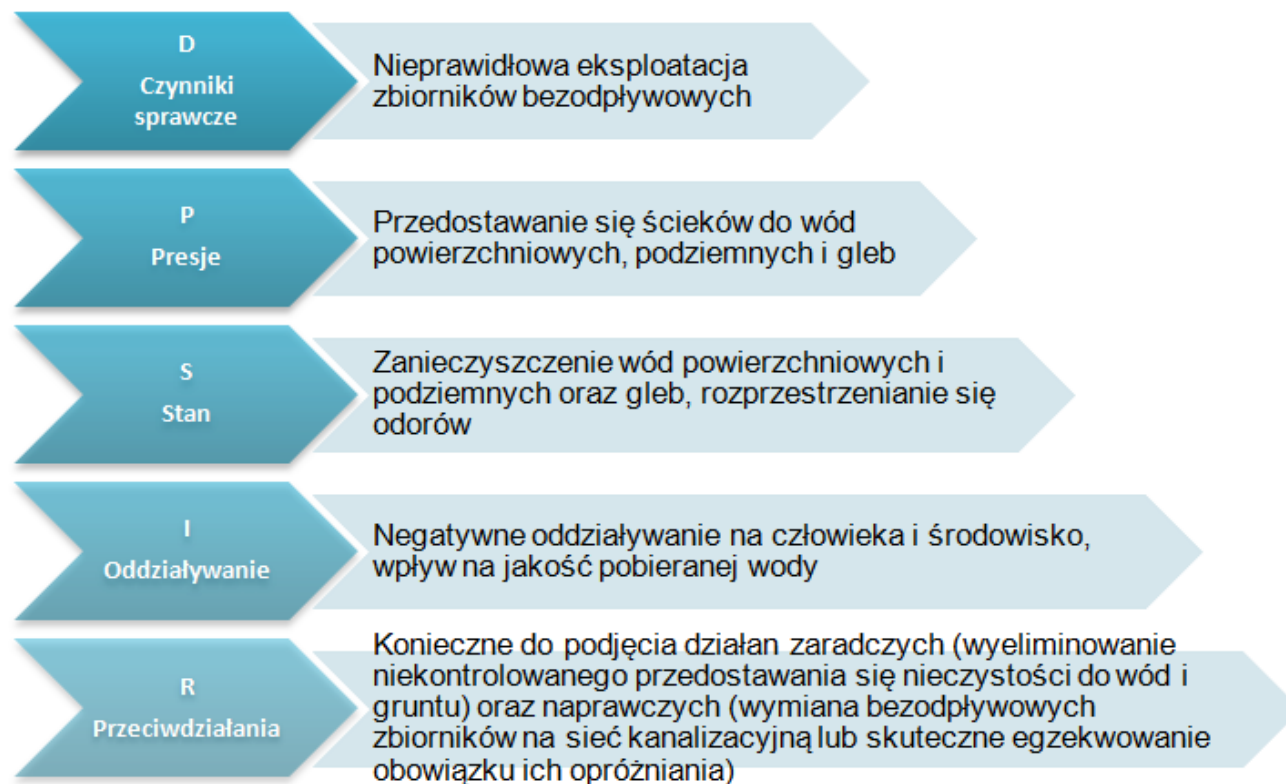 D
Czynniki
sprawcze
Nieprawidłowa eksploatacja
zbiorników bezodpływowych
P
Presje
Przedostawanie się ścieków do wód
powierzchniowych, podziemnych i gleb
S
Stan
Zanieczyszczenie wód powierzchniowych i
podziemnych oraz gleb, rozprzestrzenianie się
odorów
I
Oddziaływanie
Negatywne oddziaływanie na człowieka i środowisko,
wpływ na jakość pobieranej wody
R
Przeciwdziałania
Konieczne do podjęcia działan zaradczych (wyeliminowanie
niekontrolowanego przedostawania się nieczystości do wód i
gruntu) oraz naprawczych (wymiana bezodpływowych
zbiorników na sieć kanalizacyjną lub skuteczne egzekwowanie
obowiązku ich opróżniania)